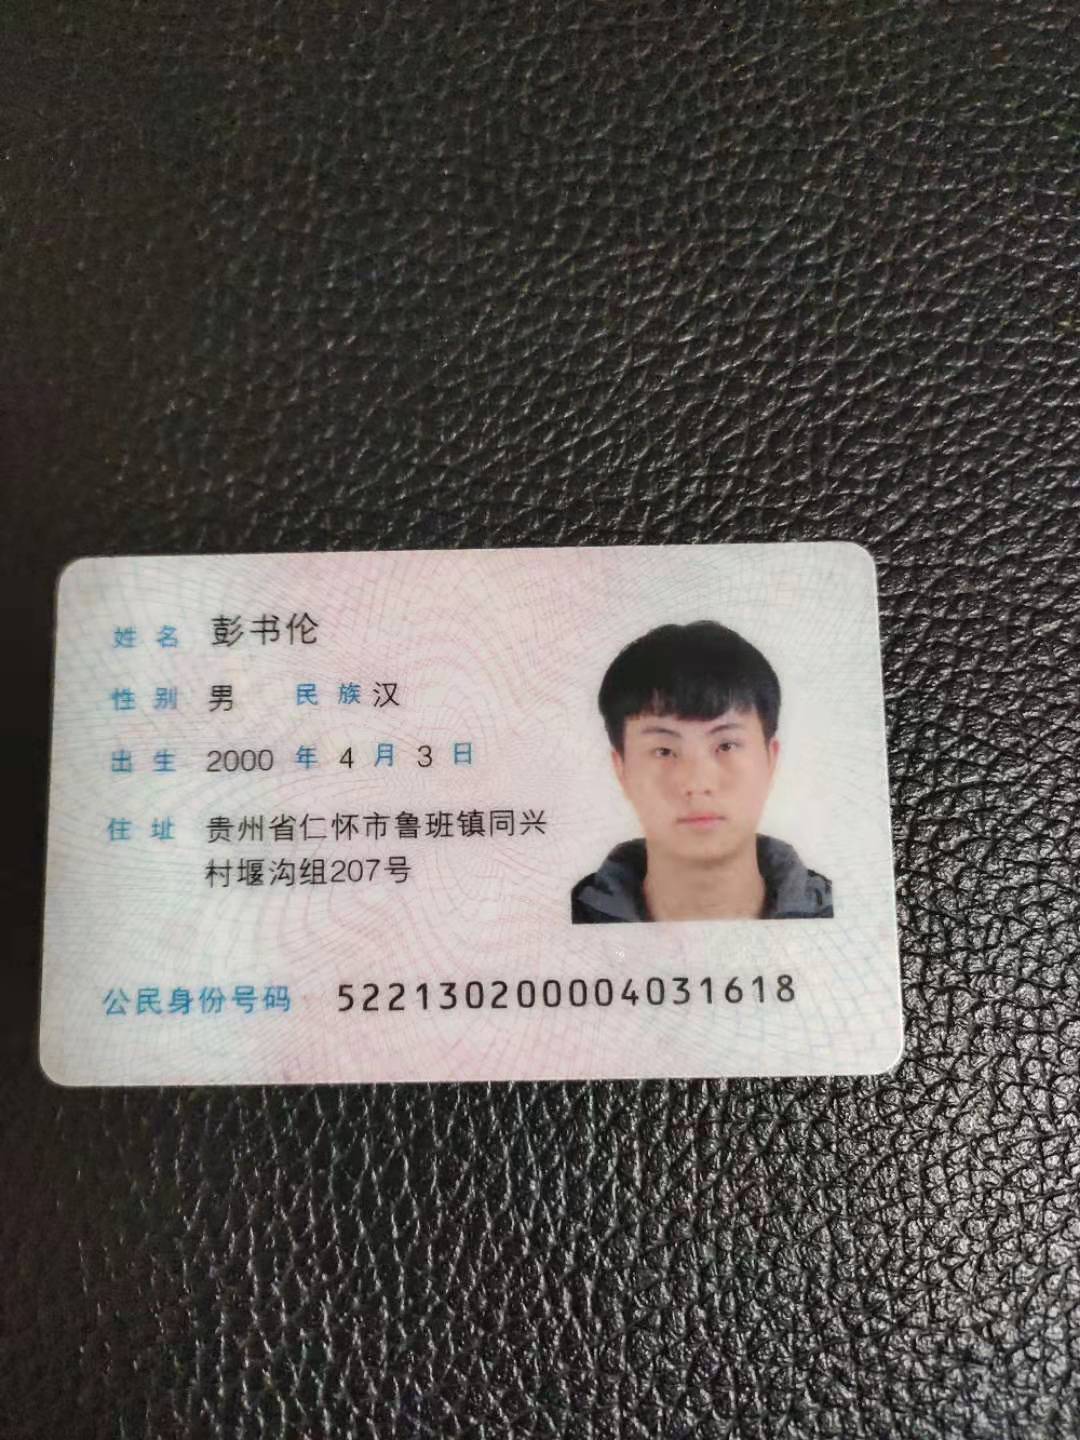 姓名 彭书伦
性别 男 民族 汉
出生 2000 年 4 月 3 日
住址 贵州省仁怀市鲁班镇同兴
村堰沟组207号
公民身份号码 522130200004031618